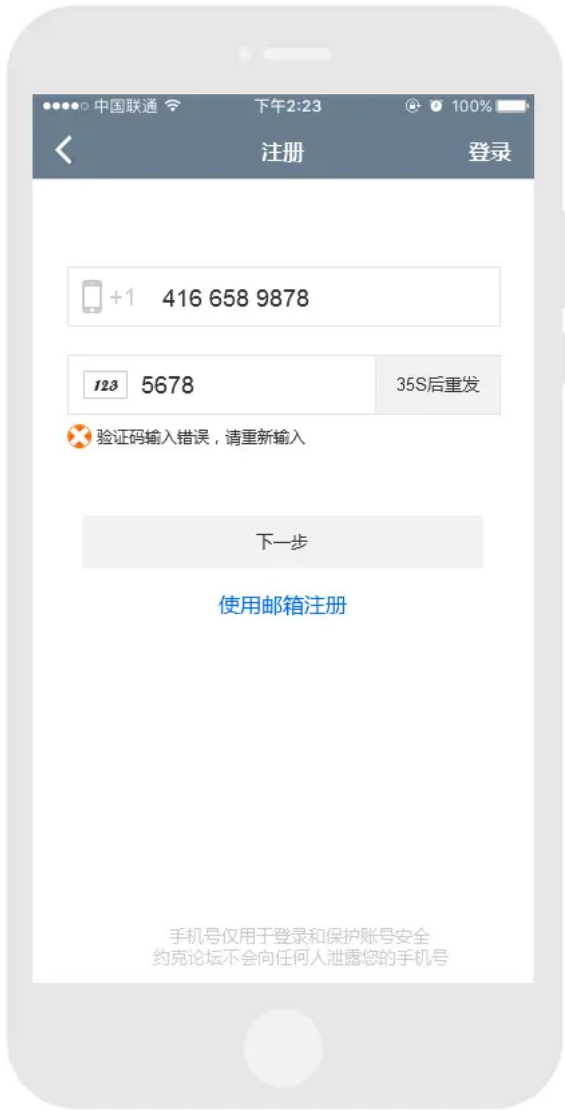 中国联通 下午2:23 100%
注册 登录
+1 416 658 9878
123 5678 35S后重发
验证码输入错误，请重新输入
下一步
使用邮箱注册
手机号仅用于登录和保护账号安全
约克论坛不会向任何人泄露您的手机号